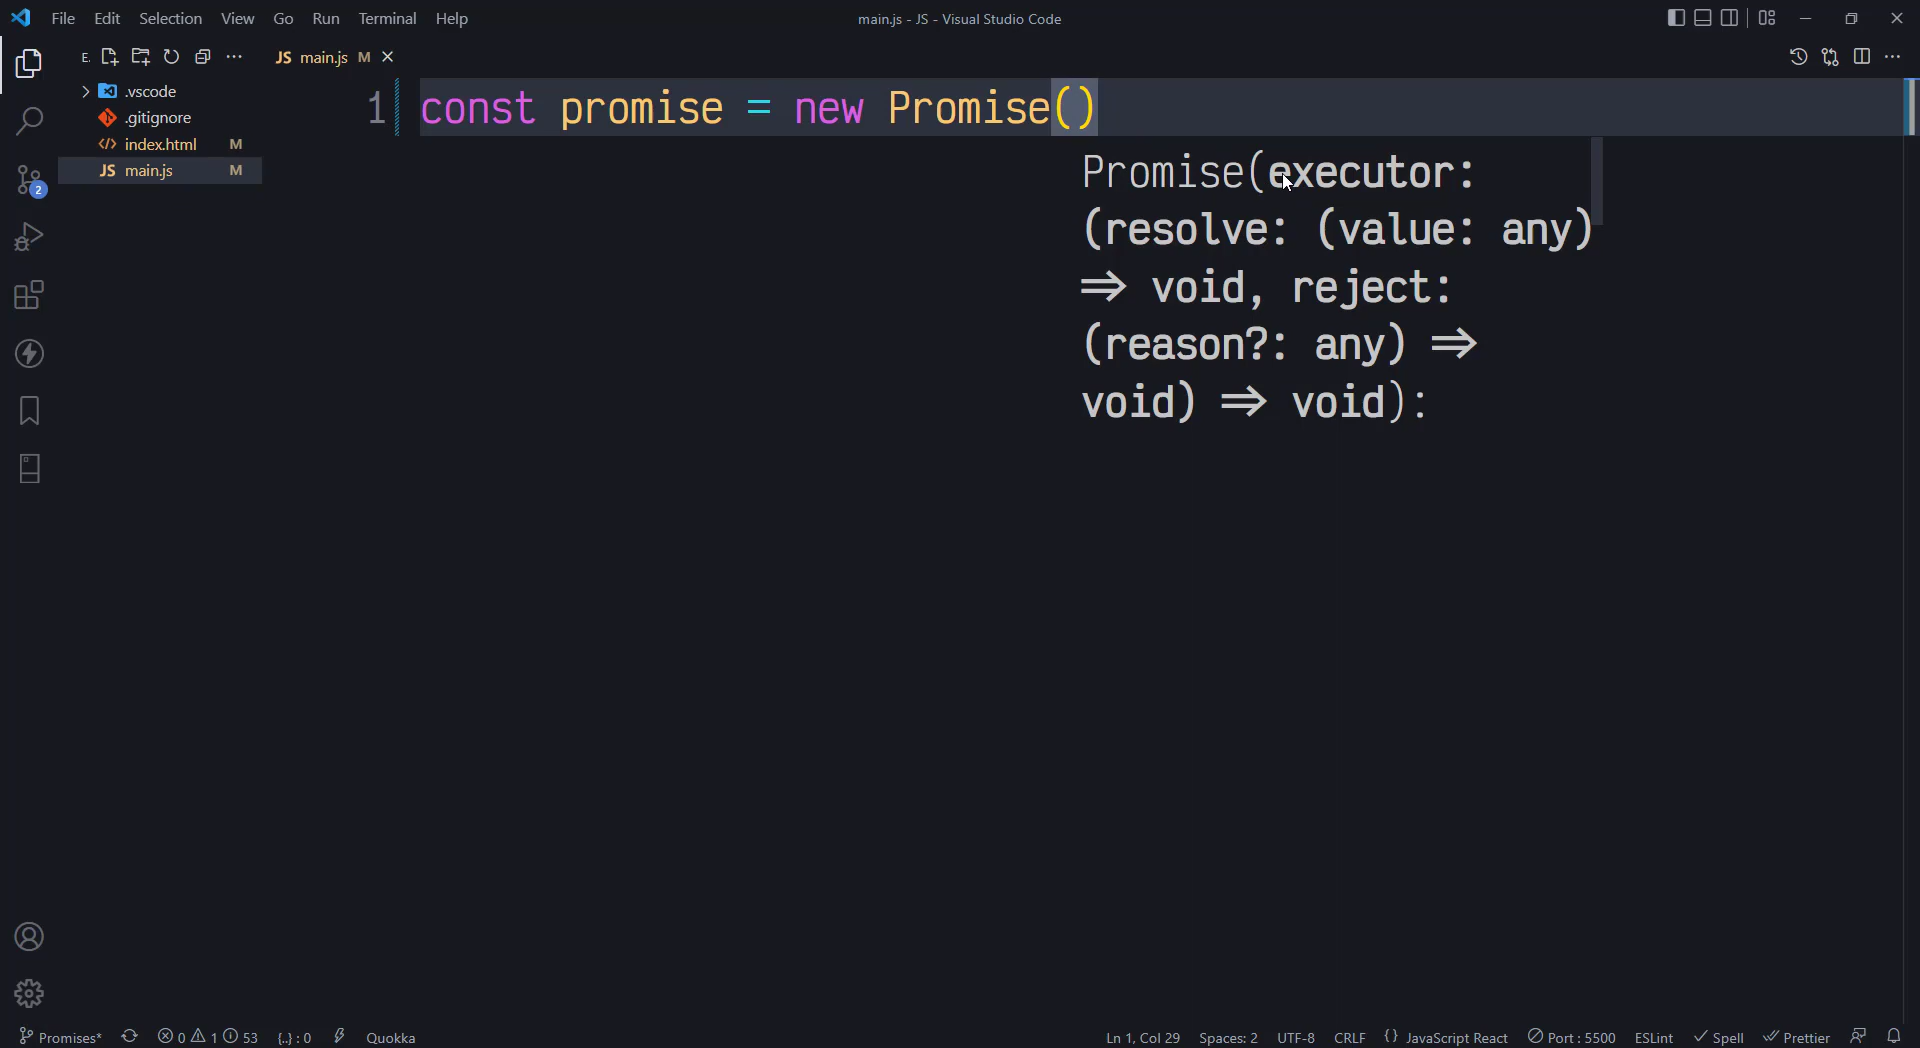 File Edit Selection View Go Run Terminal Help
main.js - JS - Visual Studio Code
E.
JS main.js M
.vscode
.gitignore
index.html M
JS main.js M
1 const promise = new Promise()
Promise(executor:
(resolve: (value: any)
=> void, reject:
(reason?: any) =>
void) => void):
2
Promises* 0 1 53 {..} : 0 Quokka
Ln 1, Col 29 Spaces: 2 UTF-8 CRLF {} JavaScript React Port : 5500 ESLint Spell Prettier